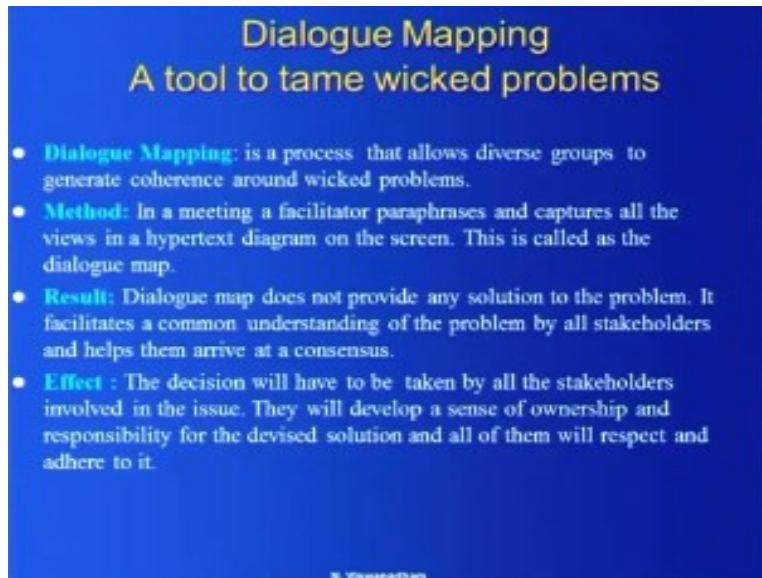 Dialogue Mapping
A tool to tame wicked problems
Dialogue Mapping: is a process that allows diverse groups to
generate coherence around wicked problems.
Method: In a meeting a facilitator paraphrases and captures all the
views in a hypertext diagram on the screen. This is called as the
dialogue map.
Result: Dialogue map does not provide any solution to the problem. It
facilitates a common understanding of the problem by all stakeholders
and helps them arrive at a consensus.
Effect : The decision will have to be taken by all the stakeholders
involved in the issue. They will develop a sense of ownership and
responsibility for the devised solution and all of them will respect and
adhere to it.